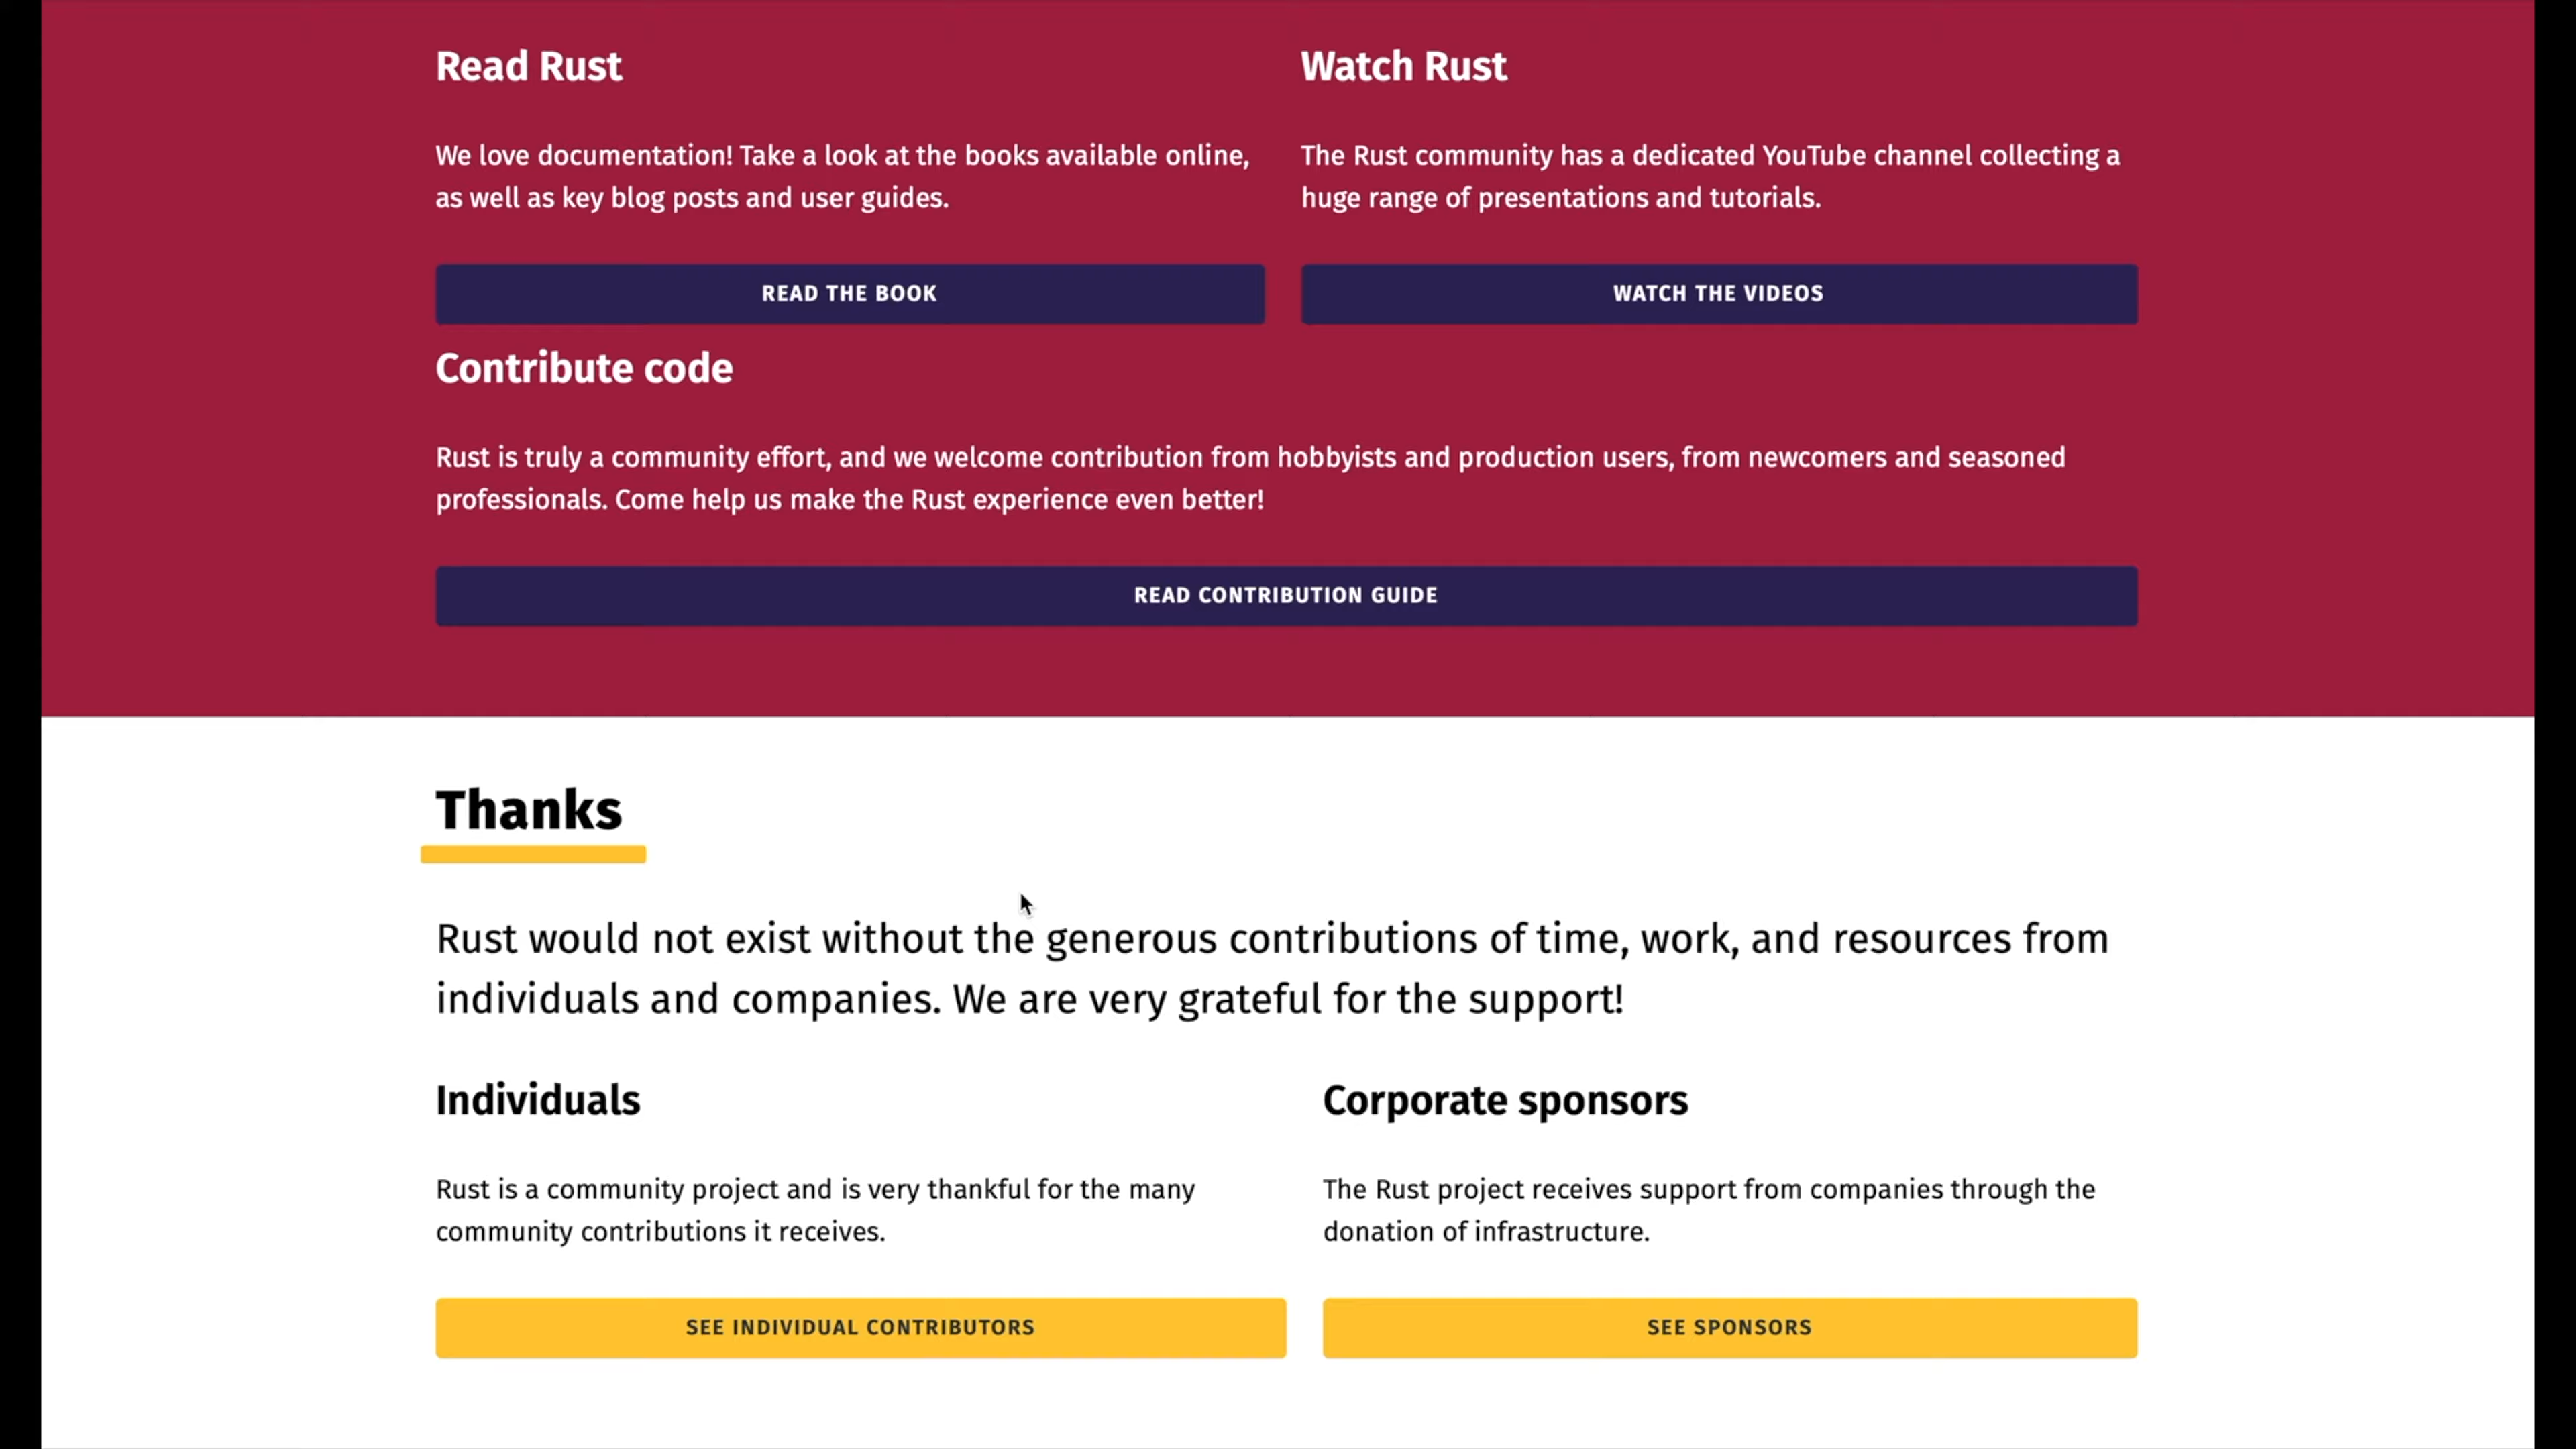 Read Rust
We love documentation! Take a look at the books available online,
as well as key blog posts and user guides.
READ THE BOOK
Watch Rust
The Rust community has a dedicated YouTube channel collecting a
huge range of presentations and tutorials.
WATCH THE VIDEOS
Contribute code
Rust is truly a community effort, and we welcome contribution from hobbyists and production users, from newcomers and seasoned
professionals. Come help us make the Rust experience even better!
READ CONTRIBUTION GUIDE
Thanks
Rust would not exist without the generous contributions of time, work, and resources from
individuals and companies. We are very grateful for the support!
Individuals
Rust is a community project and is very thankful for the many
community contributions it receives.
SEE INDIVIDUAL CONTRIBUTORS
Corporate sponsors
The Rust project receives support from companies through the
donation of infrastructure.
SEE SPONSORS